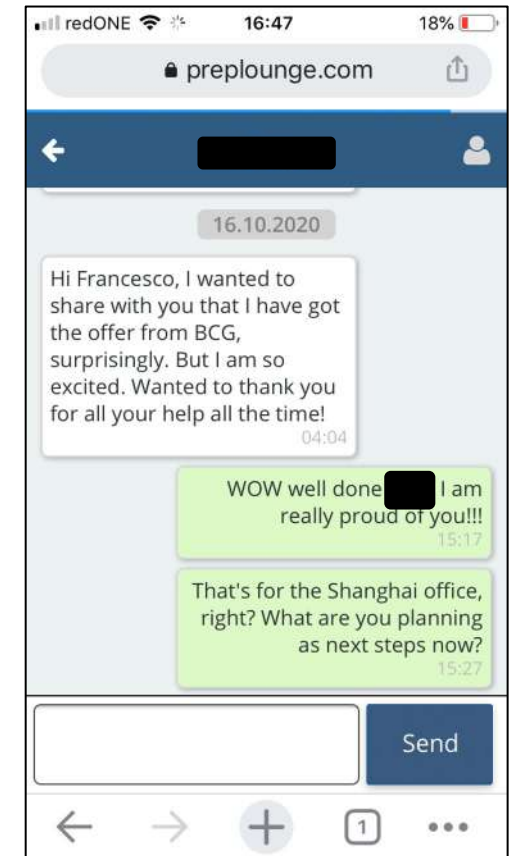 redONE 16:47 18%
preplounge.com
16.10.2020
Hi Francesco, I wanted to
share with you that I have got
the offer from BCG,
surprisingly. But I am so
excited. Wanted to thank you
for all your help all the time!
04:04
WOW well done I am
really proud of you!!!
15:17
That's for the Shanghai office,
right? What are you planning
as next steps now?
15:27
Send
1